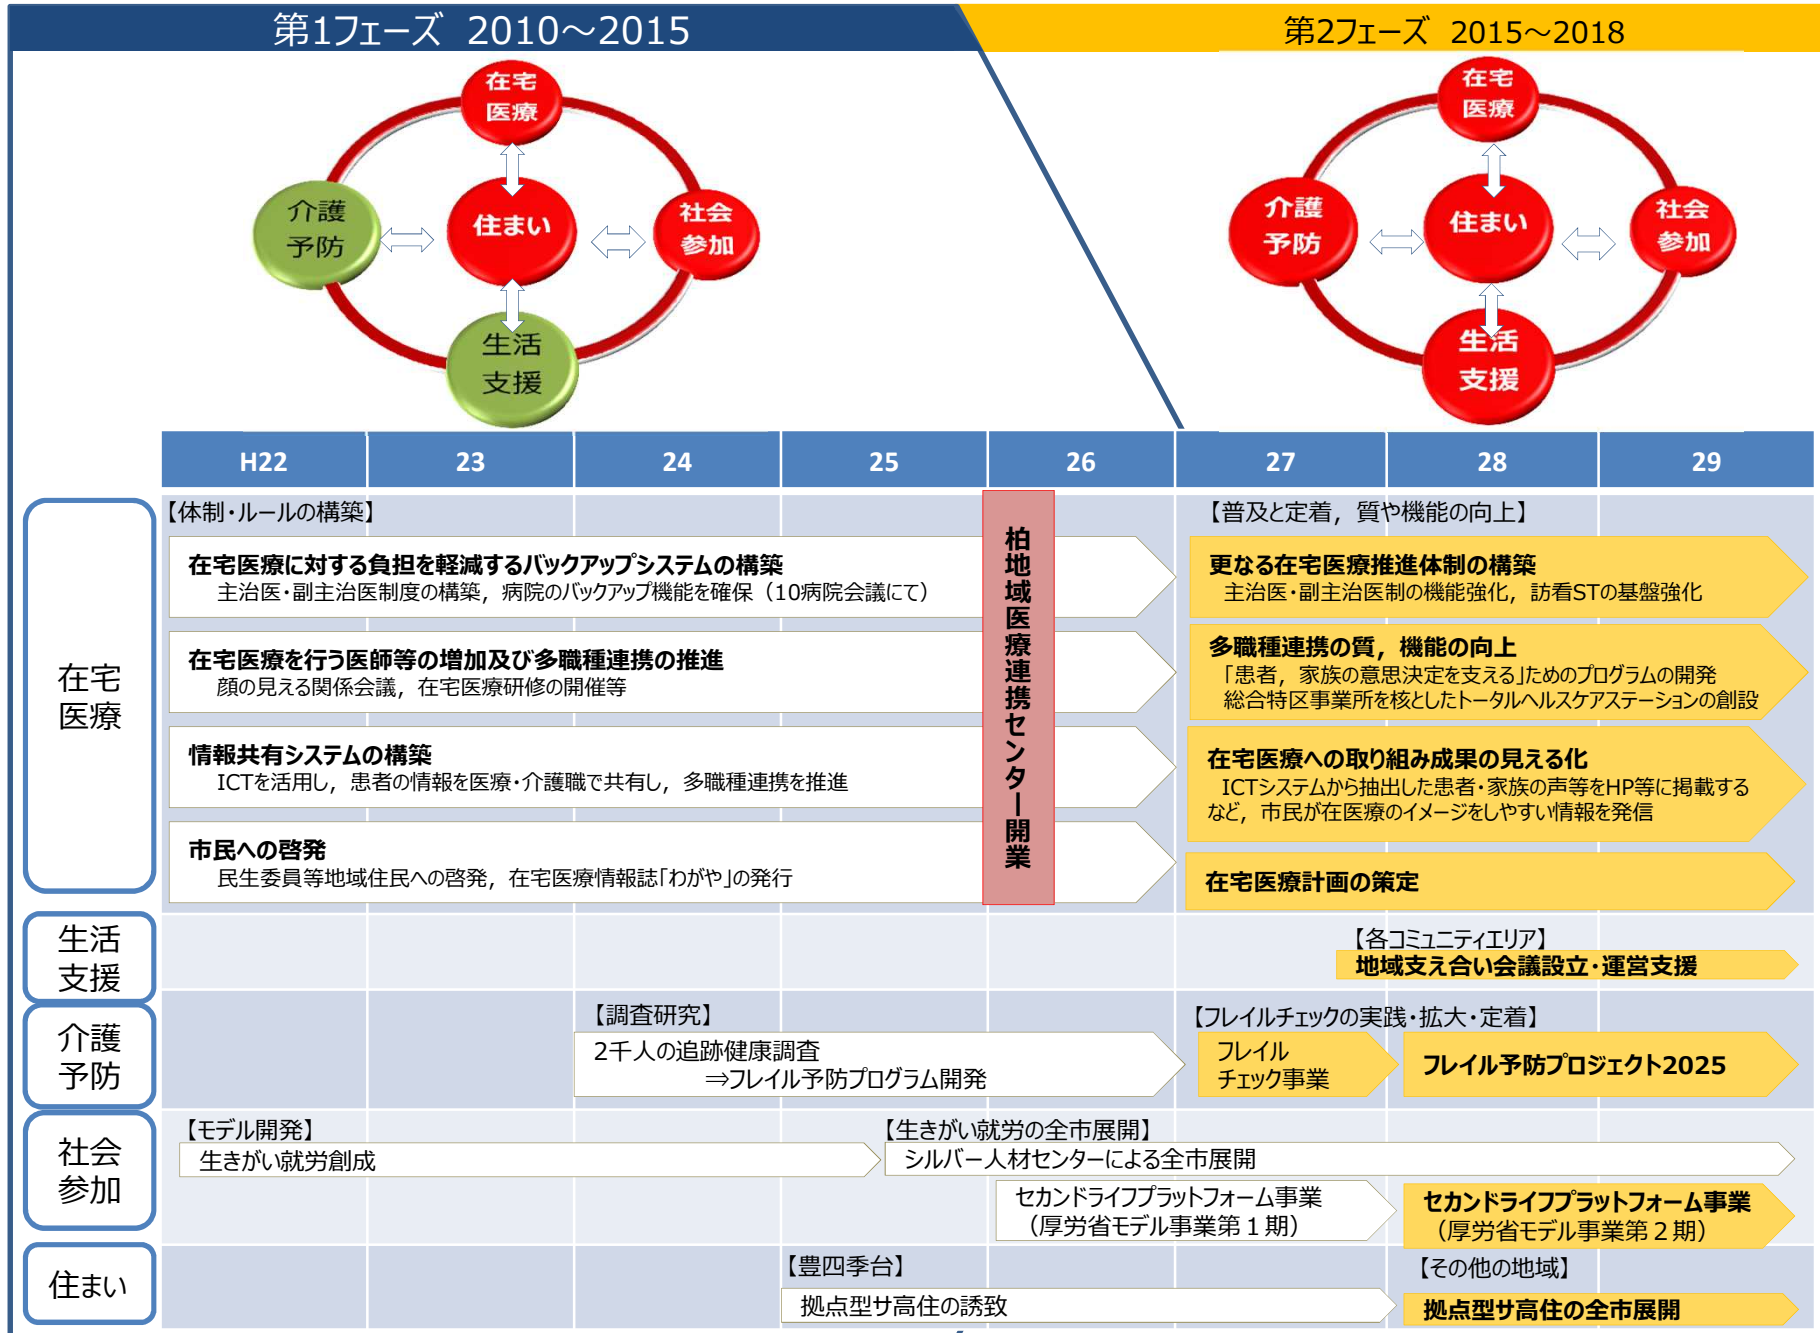 第1フェーズ 2010～2015
第2フェーズ 2015～2018
在宅
医療
介護
予防
住まい
社会
参加
生活
支援
在宅
医療
介護
予防
住まい
社会
参加
生活
支援
H22 23 24 25 26 27 28 29
在宅
医療
【体制・ルールの構築】
在宅医療に対する負担を軽減するバックアップシステムの構築
主治医・副主治医制度の構築，病院のバックアップ機能を確保（10病院会議にて）
在宅医療を行う医師等の増加及び多職種連携の推進
顔の見える関係会議，在宅医療研修の開催等
情報共有システムの構築
ICTを活用し，患者の情報を医療・介護職で共有し，多職種連携を推進
市民への啓発
民生委員等地域住民への啓発，在宅医療情報誌「わがや」の発行
柏地域医療連携センター開業
【普及と定着，質や機能の向上】
更なる在宅医療推進体制の構築
主治医・副主治医制の機能強化，訪看STの基盤強化
多職種連携の質，機能の向上
「患者，家族の意思決定を支える」ためのプログラムの開発
総合特区事業所を核としたトータルヘルスケアステーションの創設
在宅医療への取り組み成果の見える化
ICTシステムから抽出した患者・家族の声等をHP等に掲載する
など，市民が在医療のイメージをしやすい情報を発信
在宅医療計画の策定
生活
支援
【各コミュニティエリア】
地域支え合い会議設立・運営支援
介護
予防
【調査研究】
2千人の追跡健康調査
⇒フレイル予防プログラム開発
【フレイルチェックの実践・拡大・定着】
フレイル
チェック事業
フレイル予防プロジェクト2025
社会
参加
【モデル開発】
生きがい就労創成
【生きがい就労の全市展開】
シルバー人材センターによる全市展開
セカンドライフプラットフォーム事業
（厚労省モデル事業第１期）
セカンドライフプラットフォーム事業
（厚労省モデル事業第２期）
住まい
【豊四季台】
拠点型サ高住の誘致
【その他の地域】
拠点型サ高住の全市展開